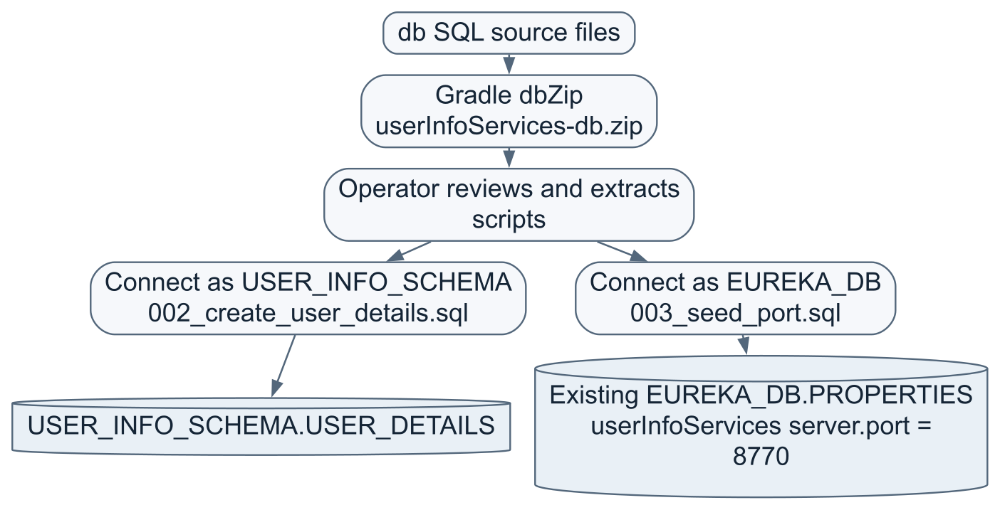 db SQL source files
Gradle dbZip
userInfoServices-db.zip
Operator reviews and extracts
scripts
Connect as USER_INFO_SCHEMA
002_create_user_details.sql
Connect as EUREKA_DB
003_seed_port.sql
USER_INFO_SCHEMA.USER_DETAILS
Existing EUREKA_DB.PROPERTIES
userInfoServices server.port =
8770